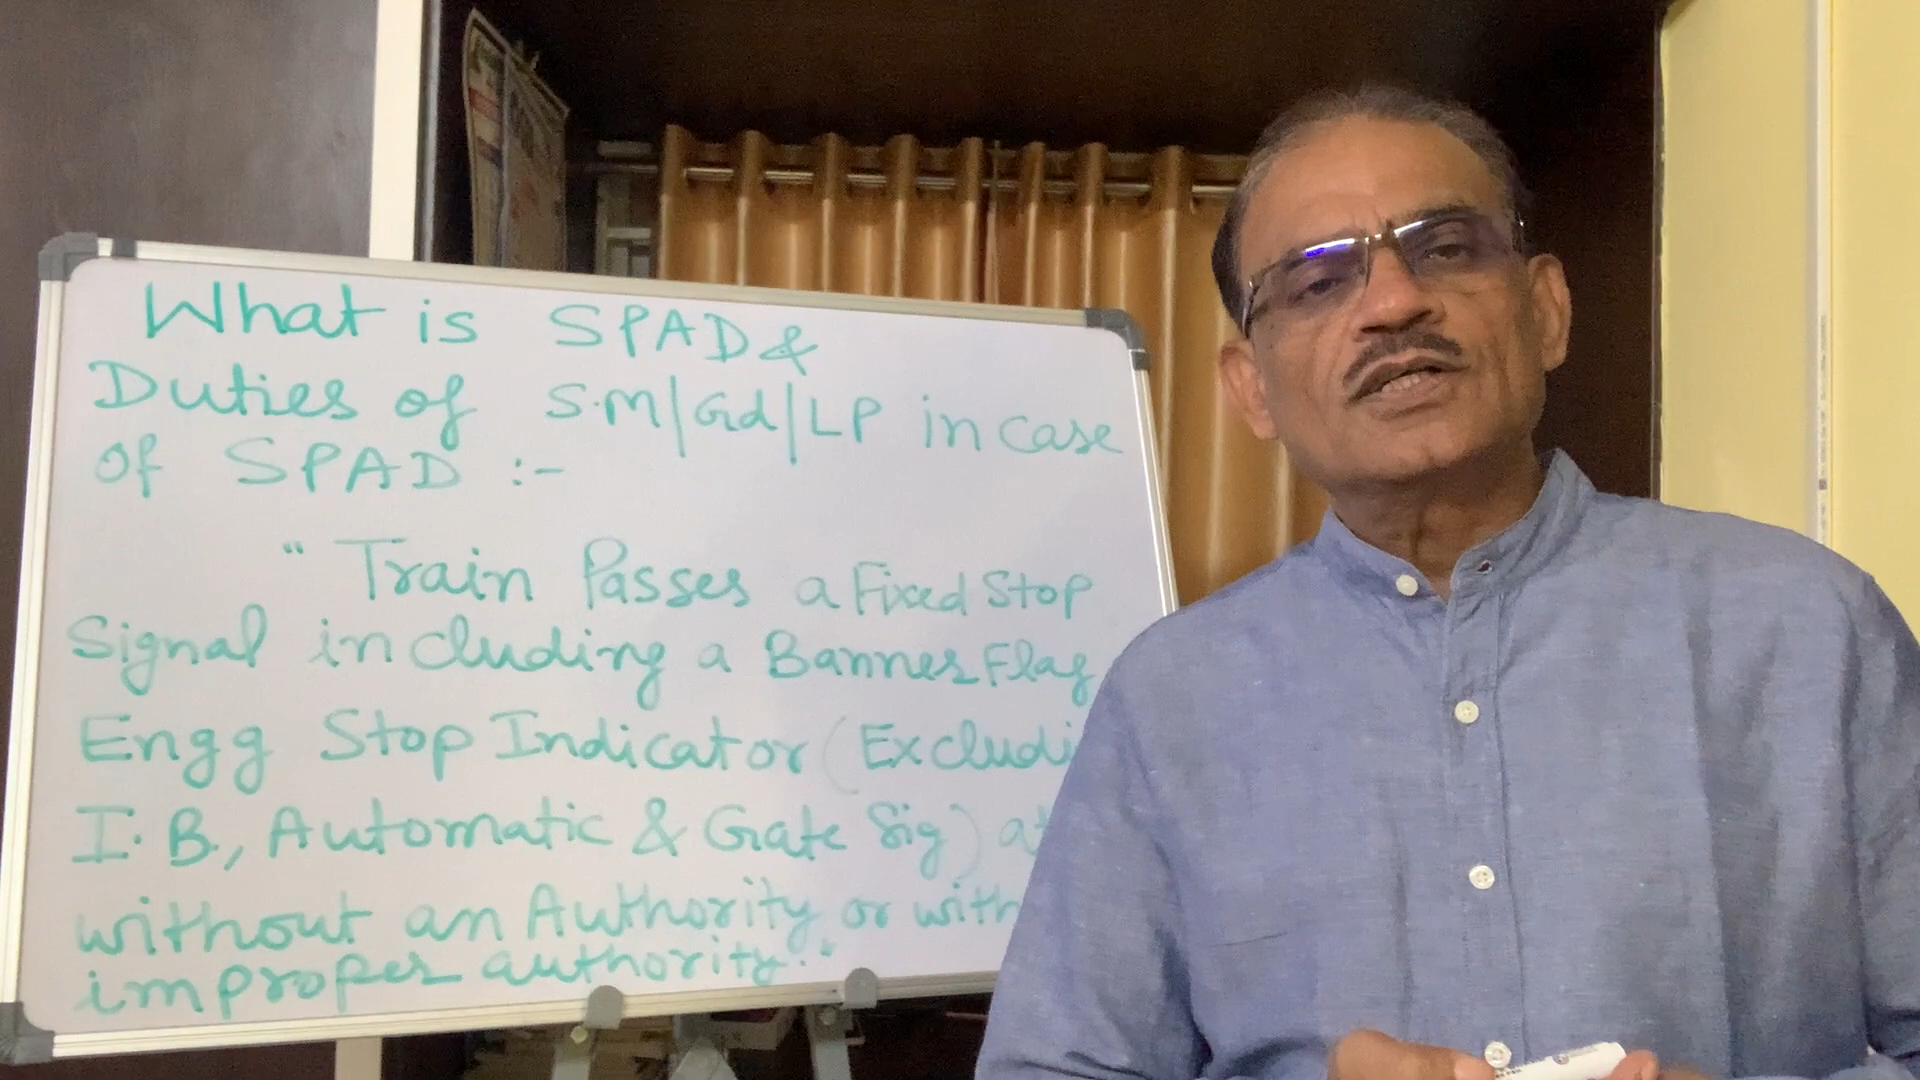 What is SPAD &
Duties of S.M/Gd/LP in case
of SPAD :-
" Train Passes a Fixed Stop
Signal including a Banner Flag
Engg Stop Indicator (Excludi
I.B., Automatic & Gate Sig)
without an Authority or with
improper authority."